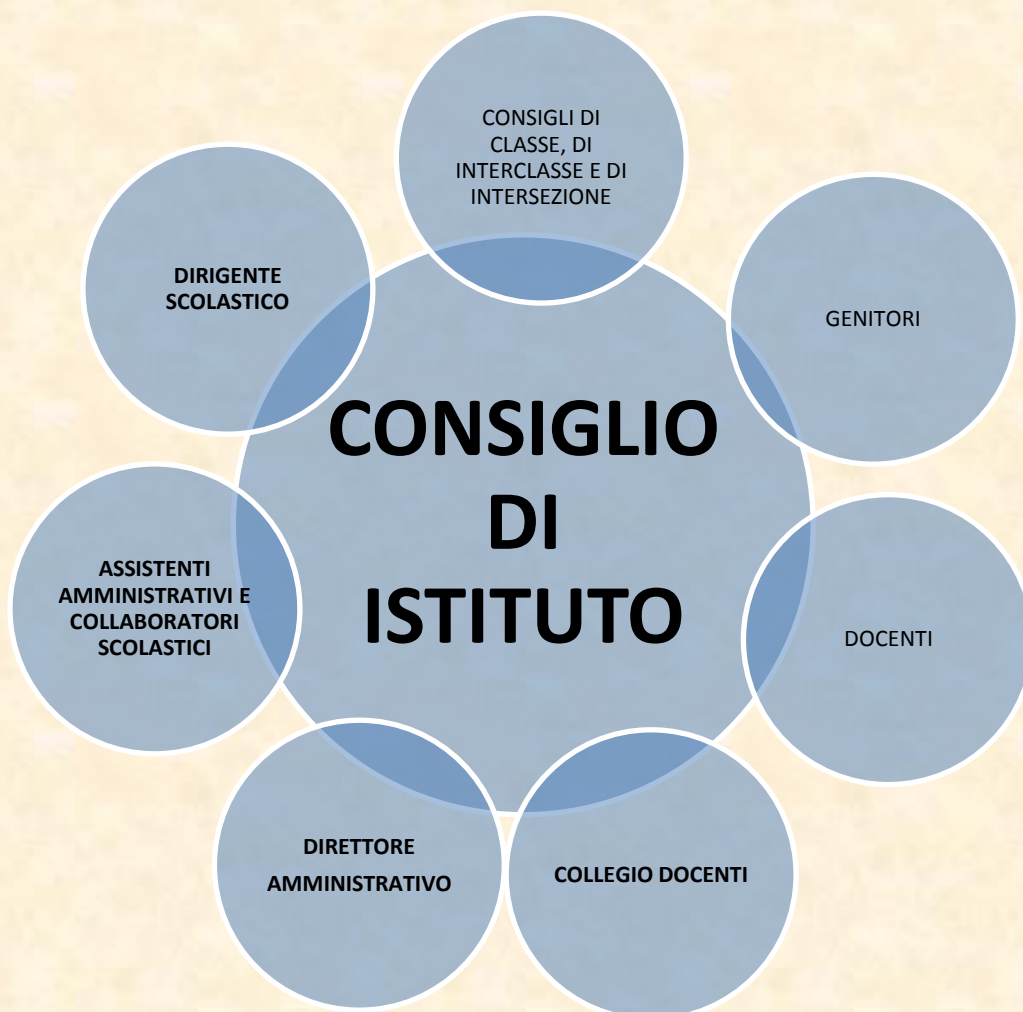 CONSIGLI DI
CLASSE, DI
INTERCLASSE E DI
INTERSEZIONE
DIRIGENTE
SCOLASTICO
GENITORI
CONSIGLIO
DI
ISTITUTO
ASSISTENTI
AMMINISTRATIVI E
COLLABORATORI
SCOLASTICI
DOCENTI
DIRETTORE
AMMINISTRATIVO
COLLEGIO DOCENTI